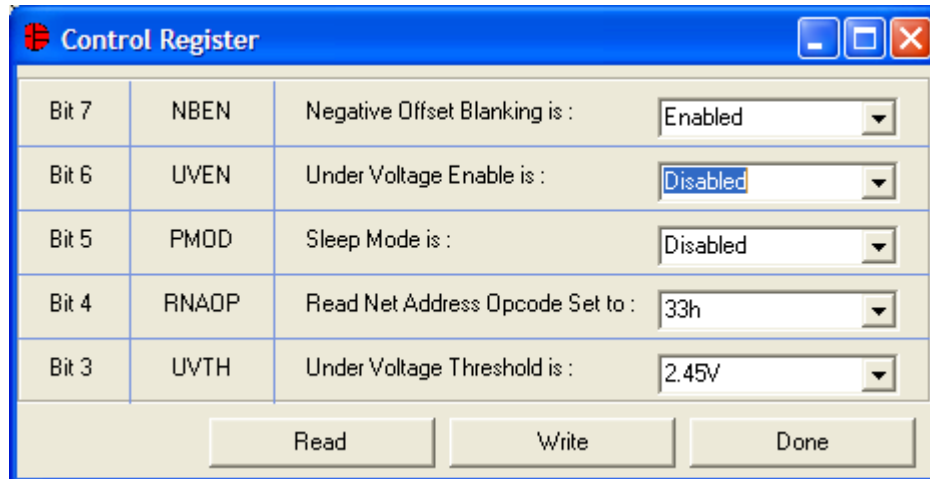 Control Register
Bit 7 NBEN Negative Offset Blanking is : Enabled
Bit 6 UVEN Under Voltage Enable is : Disabled
Bit 5 PMOD Sleep Mode is : Disabled
Bit 4 RNAOP Read Net Address Opcode Set to : 33h
Bit 3 UVTH Under Voltage Threshold is : 2.45V
Read Write Done